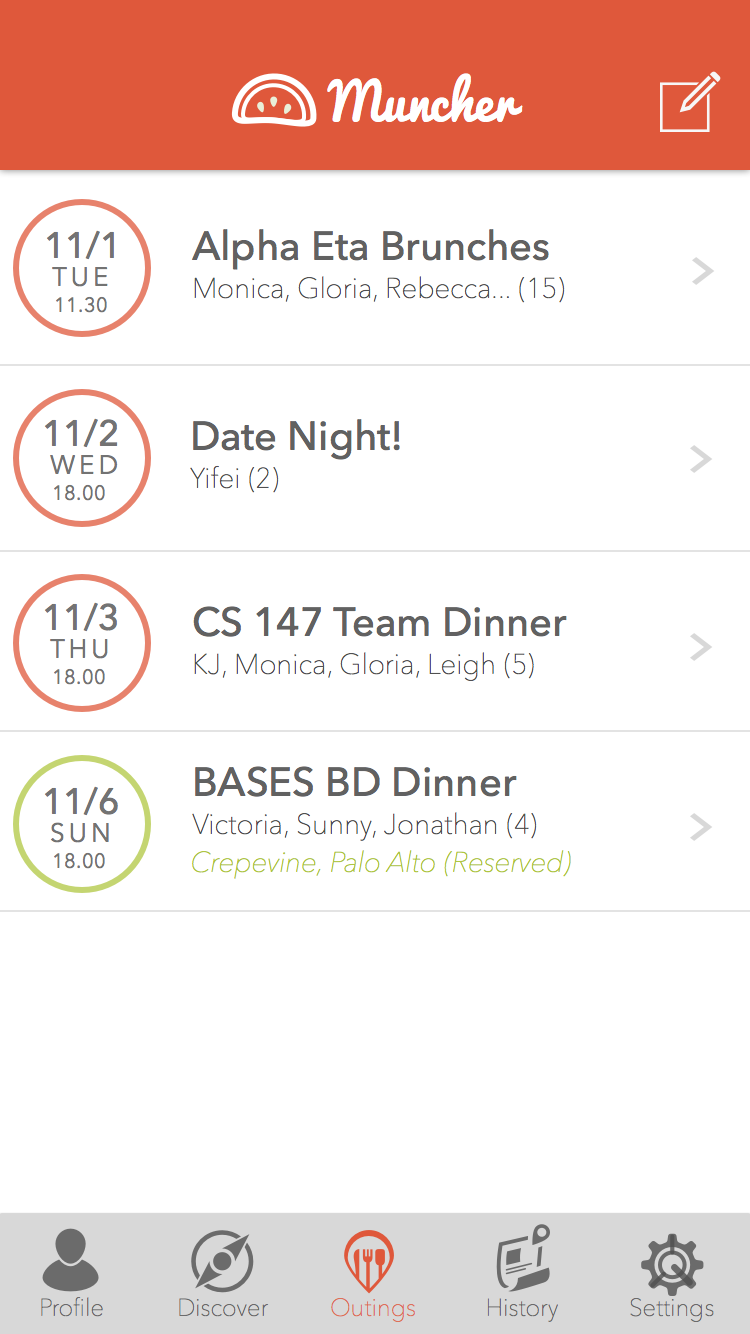 Muncher
11/1
TUE
11.30
Alpha Eta Brunches
Monica, Gloria, Rebecca... (15)
11/2
WED
18.00
Date Night!
Yifei (2)
11/3
THU
18.00
CS 147 Team Dinner
KJ, Monica, Gloria, Leigh (5)
11/6
SUN
18.00
BASES BD Dinner
Victoria, Sunny, Jonathan (4)
Crepevine, Palo Alto (Reserved)
Profile
Discover
Outings
History
Settings